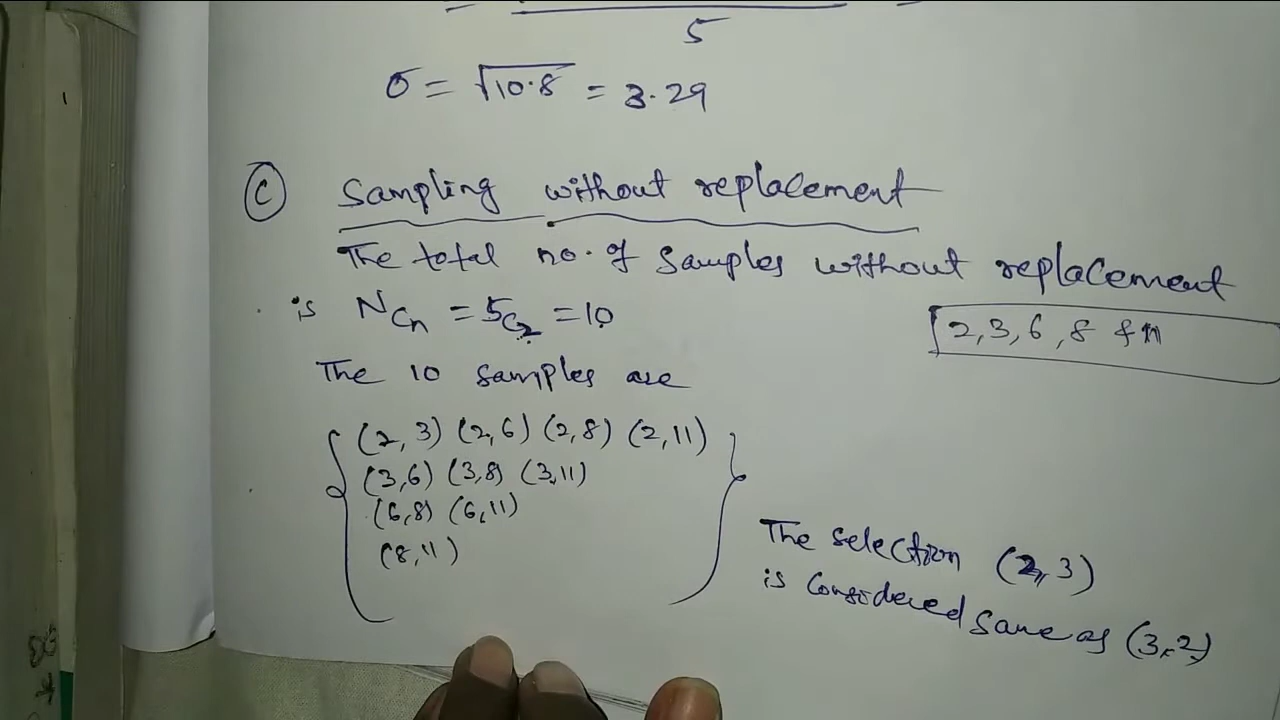 5
σ = √10.8 = 3.29
(C) Sampling without replacement
The total no. of Samples without replacement
is NCn = 5C2 = 10
2, 3, 6, 8 & 11
The 10 samples are
(2, 3) (2, 6) (2, 8) (2, 11)
(3,6) (3,8) (3,11)
(6,8) (6,11)
(8,11)
The selection (2, 3)
is Considered Same as (3, 2)